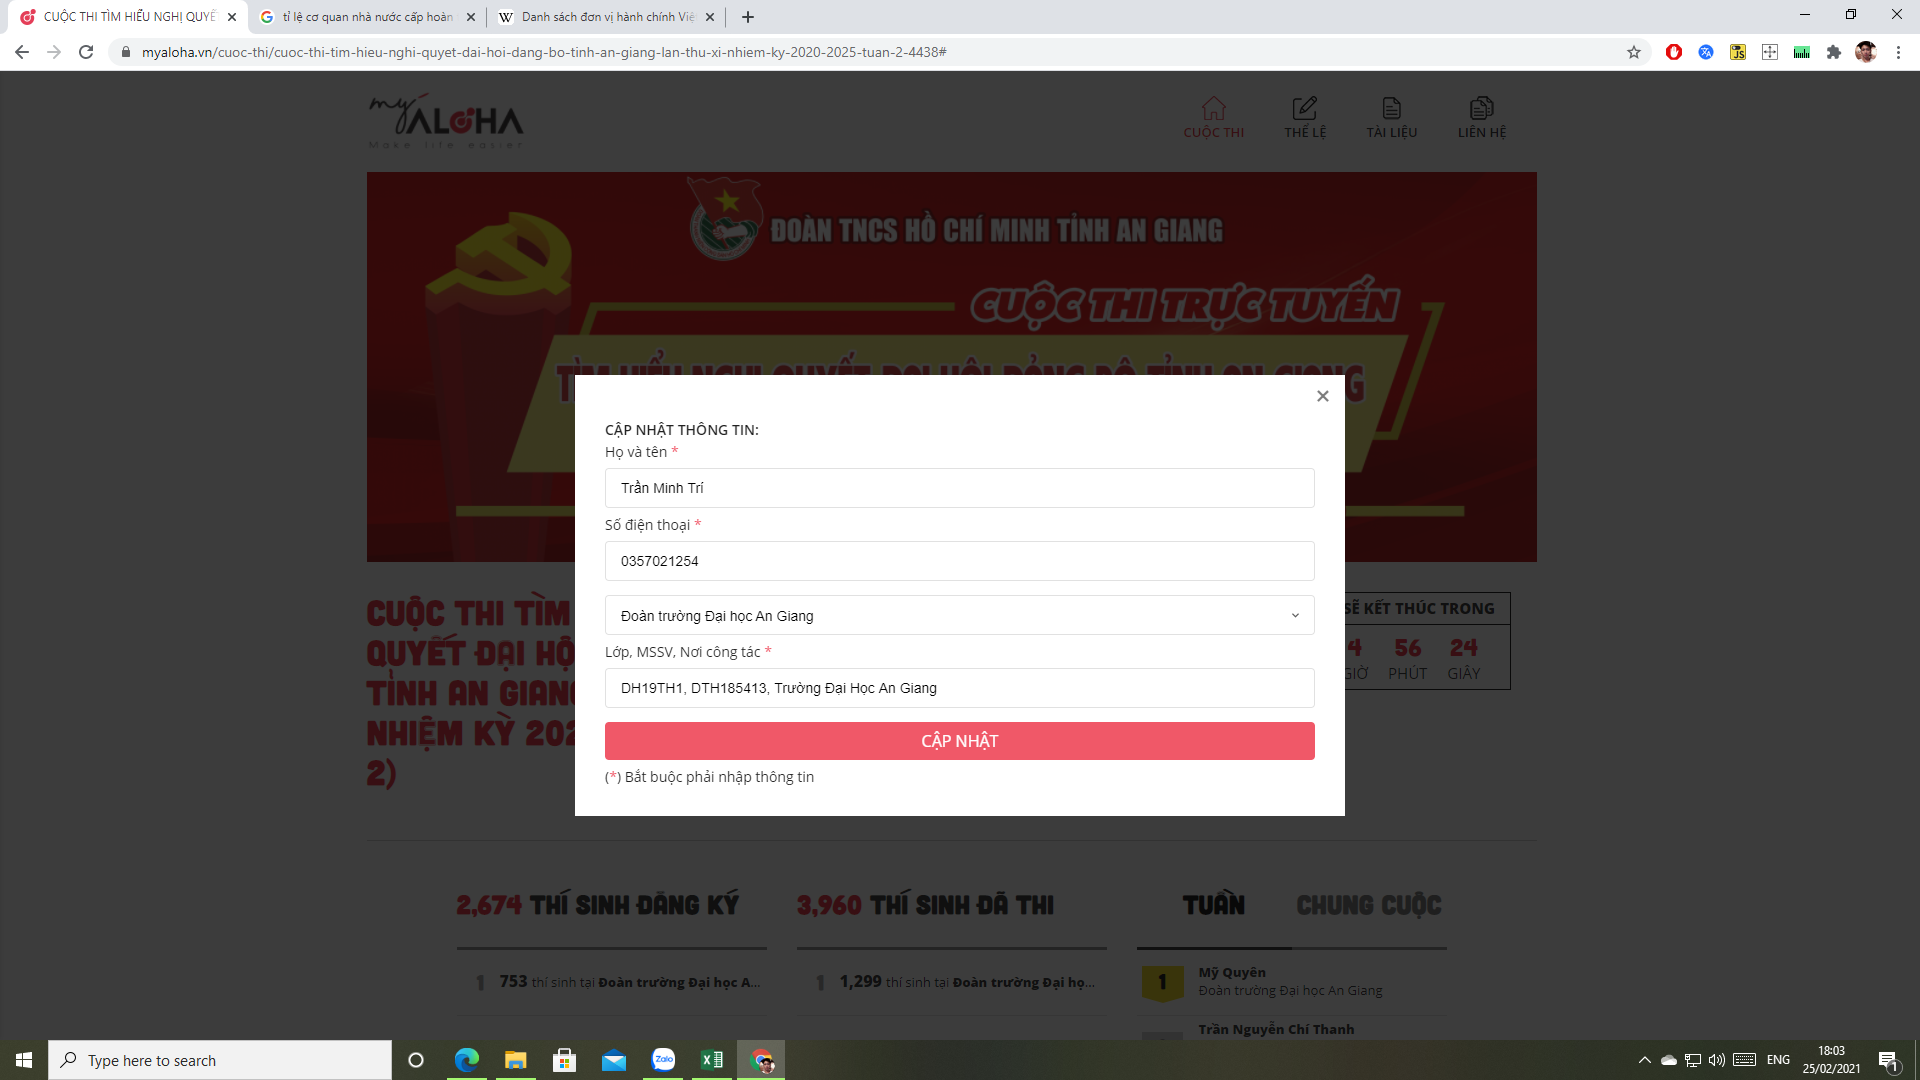 CUỘC THI TÌM HIỂU NGHỊ QUYẾT
tỉ lệ cơ quan nhà nước cấp hoàn
Danh sách đơn vị hành chính Việ
myaloha.vn/cuoc-thi/cuoc-thi-tim-hieu-nghi-quyet-dai-hoi-dang-bo-tinh-an-giang-lan-thu-xi-nhiem-ky-2020-2025-tuan-2-4438#
my ALOHA
Make life easier
CUỘC THI
THỂ LỆ
TÀI LIỆU
LIÊN HỆ
ĐOÀN TNCS HỒ CHÍ MINH TỈNH AN GIANG
CUỘC THI TRỰC TUYẾN
TÌM HIỂU NGHỊ QUYẾT ĐẠI HỘI ĐẢNG BỘ TỈNH AN GIANG
CẬP NHẬT THÔNG TIN:
Họ và tên *
Trần Minh Trí
Số điện thoại *
0357021254
Đoàn trường Đại học An Giang
Lớp, MSSV, Nơi công tác *
DH19TH1, DTH185413, Trường Đại Học An Giang
CẬP NHẬT
(*) Bắt buộc phải nhập thông tin
CUỘC THI TÌM
QUYẾT ĐẠI HỘ
TỈNH AN GIANG
NHIỆM KỲ 202
2)
SẼ KẾT THÚC TRONG
4 56 24
GIỜ PHÚT GIÂY
2,674 THÍ SINH ĐĂNG KÝ
3,960 THÍ SINH ĐÃ THI
TUẦN
CHUNG CUỘC
1 753 thí sinh tại Đoàn trường Đại học A...
1 1,299 thí sinh tại Đoàn trường Đại họ...
1 Mỹ Quyên
Đoàn trường Đại học An Giang
Trần Nguyễn Chí Thanh
Type here to search
Zalo
ENG
18:03
25/02/2021
1